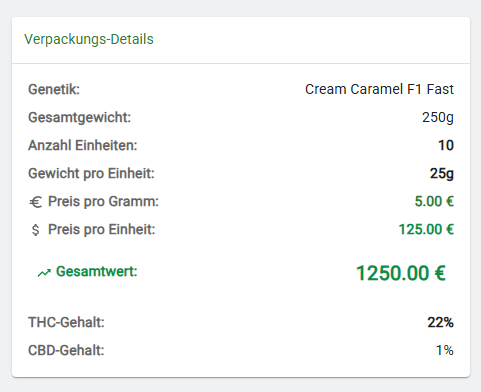 Verpackungs-Details
Genetik: Cream Caramel F1 Fast
Gesamtgewicht: 250g
Anzahl Einheiten: 10
Gewicht pro Einheit: 25g
€ Preis pro Gramm: 5.00 €
$ Preis pro Einheit: 125.00 €
Gesamtwert: 1250.00 €
THC-Gehalt: 22%
CBD-Gehalt: 1%